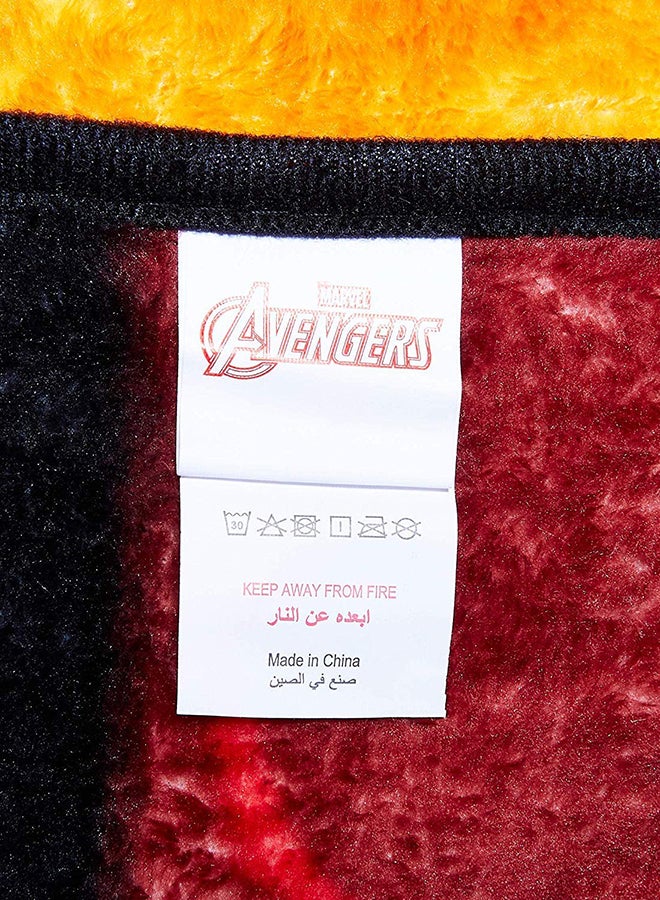 MARVEL
AVENGERS
30
KEEP AWAY FROM FIRE
ابعده عن النار
Made in China
صنع في الصين